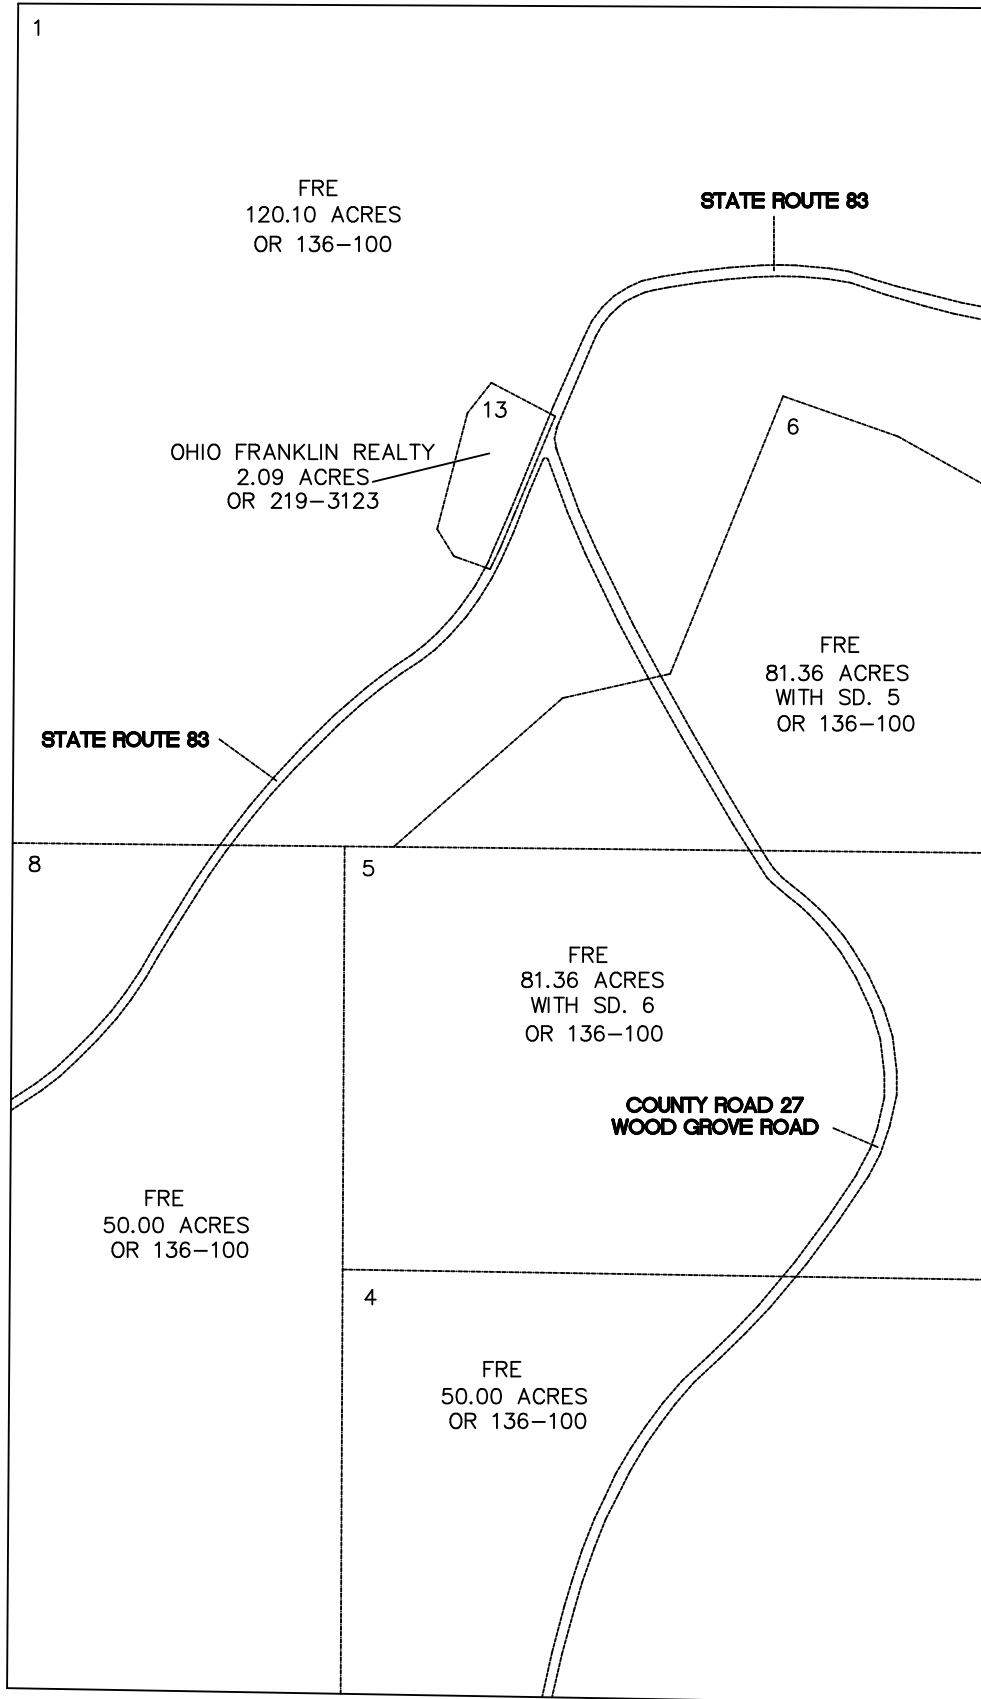 1
FRE
120.10 ACRES
OR 136-100
STATE ROUTE 83
13
OHIO FRANKLIN REALTY
2.09 ACRES
OR 219-3123
6
FRE
81.36 ACRES
WITH SD. 5
OR 136-100
STATE ROUTE 83
8
5
FRE
81.36 ACRES
WITH SD. 6
OR 136-100
COUNTY ROAD 27
WOOD GROVE ROAD
FRE
50.00 ACRES
OR 136-100
4
FRE
50.00 ACRES
OR 136-100